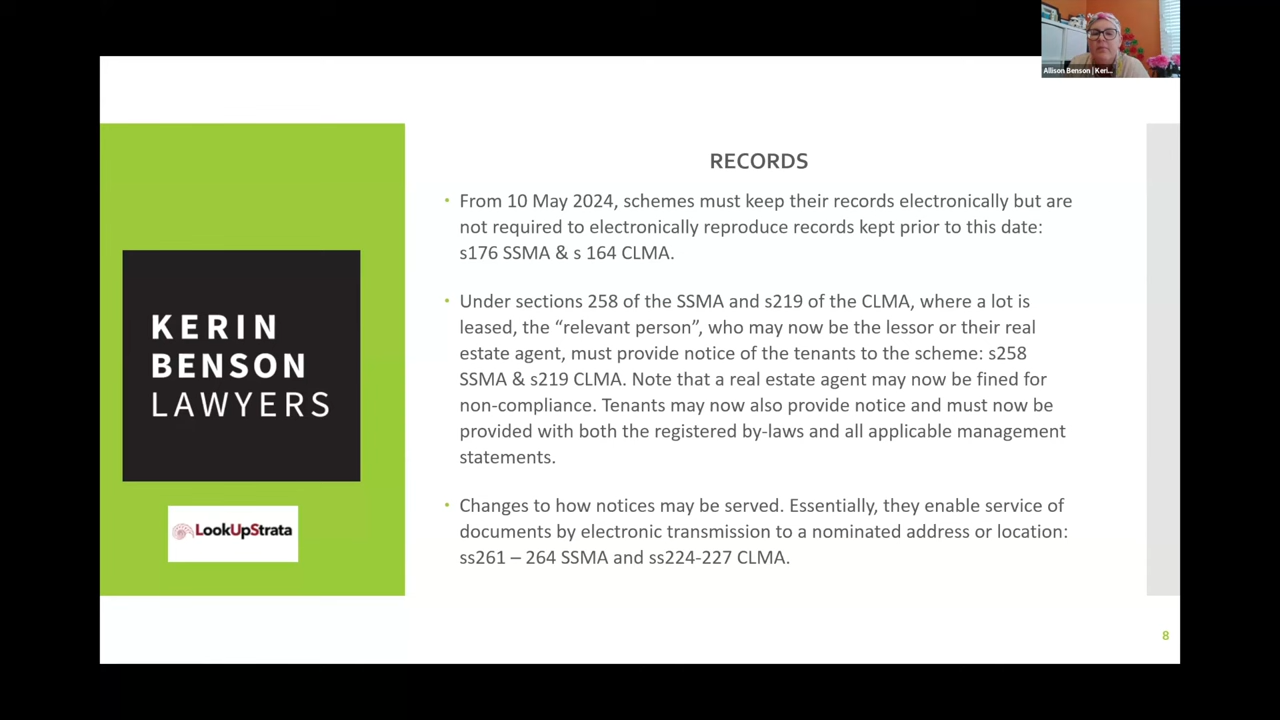 Allison Benson | Keri...
RECORDS
• From 10 May 2024, schemes must keep their records electronically but are
not required to electronically reproduce records kept prior to this date:
s176 SSMA & s 164 CLMA.
• Under sections 258 of the SSMA and s219 of the CLMA, where a lot is
leased, the “relevant person”, who may now be the lessor or their real
estate agent, must provide notice of the tenants to the scheme: s258
SSMA & s219 CLMA. Note that a real estate agent may now be fined for
non-compliance. Tenants may now also provide notice and must now be
provided with both the registered by-laws and all applicable management
statements.
• Changes to how notices may be served. Essentially, they enable service of
documents by electronic transmission to a nominated address or location:
ss261 – 264 SSMA and ss224-227 CLMA.
KERIN
BENSON
LAWYERS
LookUpStrata
8